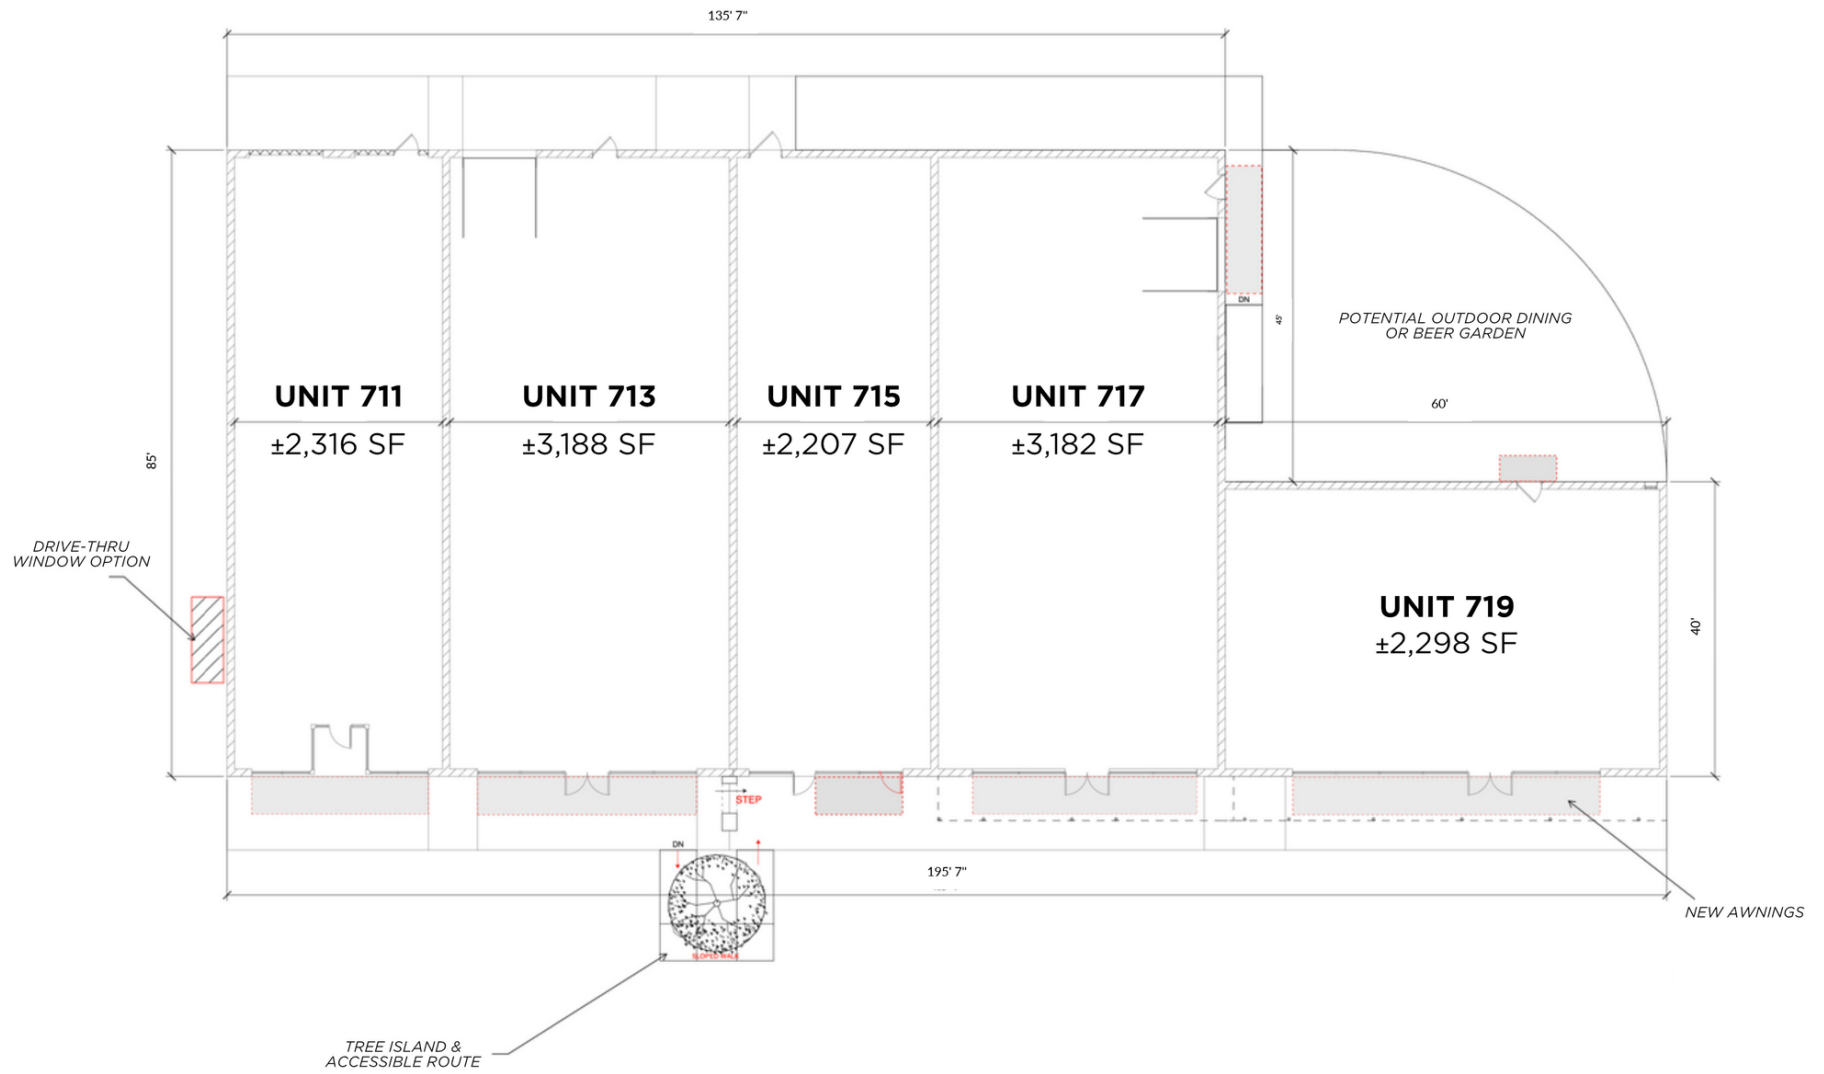 135' 7"
DN
45'
POTENTIAL OUTDOOR DINING
OR BEER GARDEN
UNIT 711
±2,316 SF
UNIT 713
±3,188 SF
UNIT 715
±2,207 SF
UNIT 717
±3,182 SF
60'
85'
DRIVE-THRU
WINDOW OPTION
UNIT 719
±2,298 SF
40'
STEP
DN
195' 7"
NEW AWNINGS
SLOPED WALK
TREE ISLAND &
ACCESSIBLE ROUTE